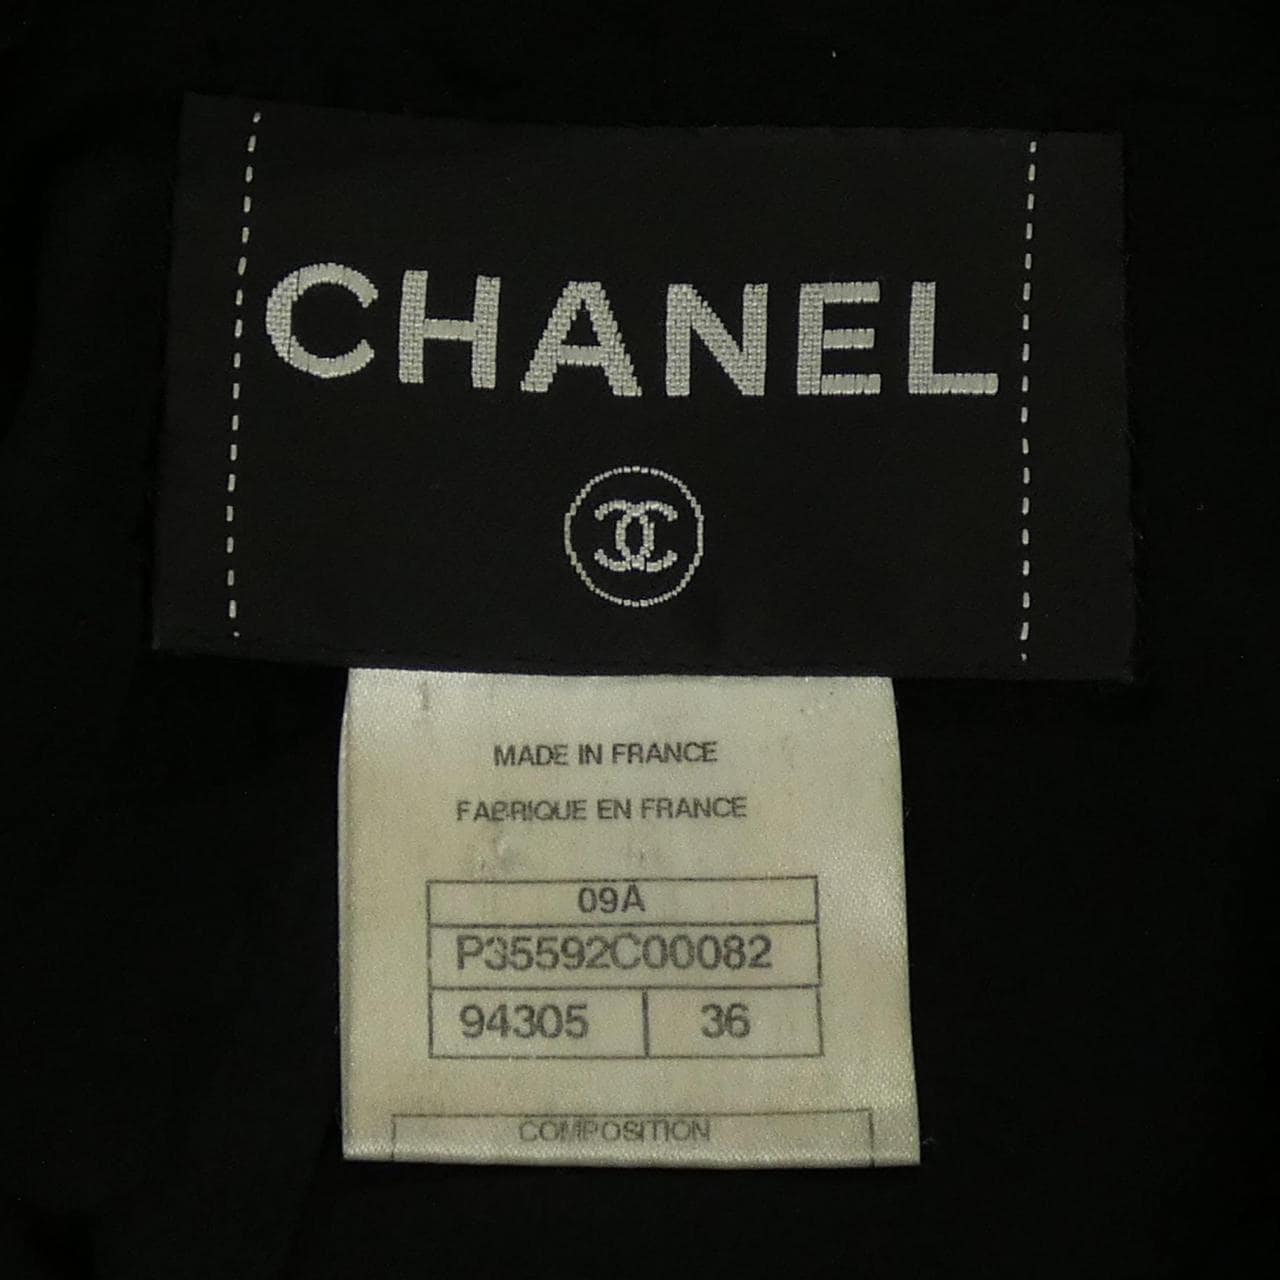 CHANEL
MADE IN FRANCE
FABRIQUE EN FRANCE
09A
P35592C00082
94305 36
COMPOSITION